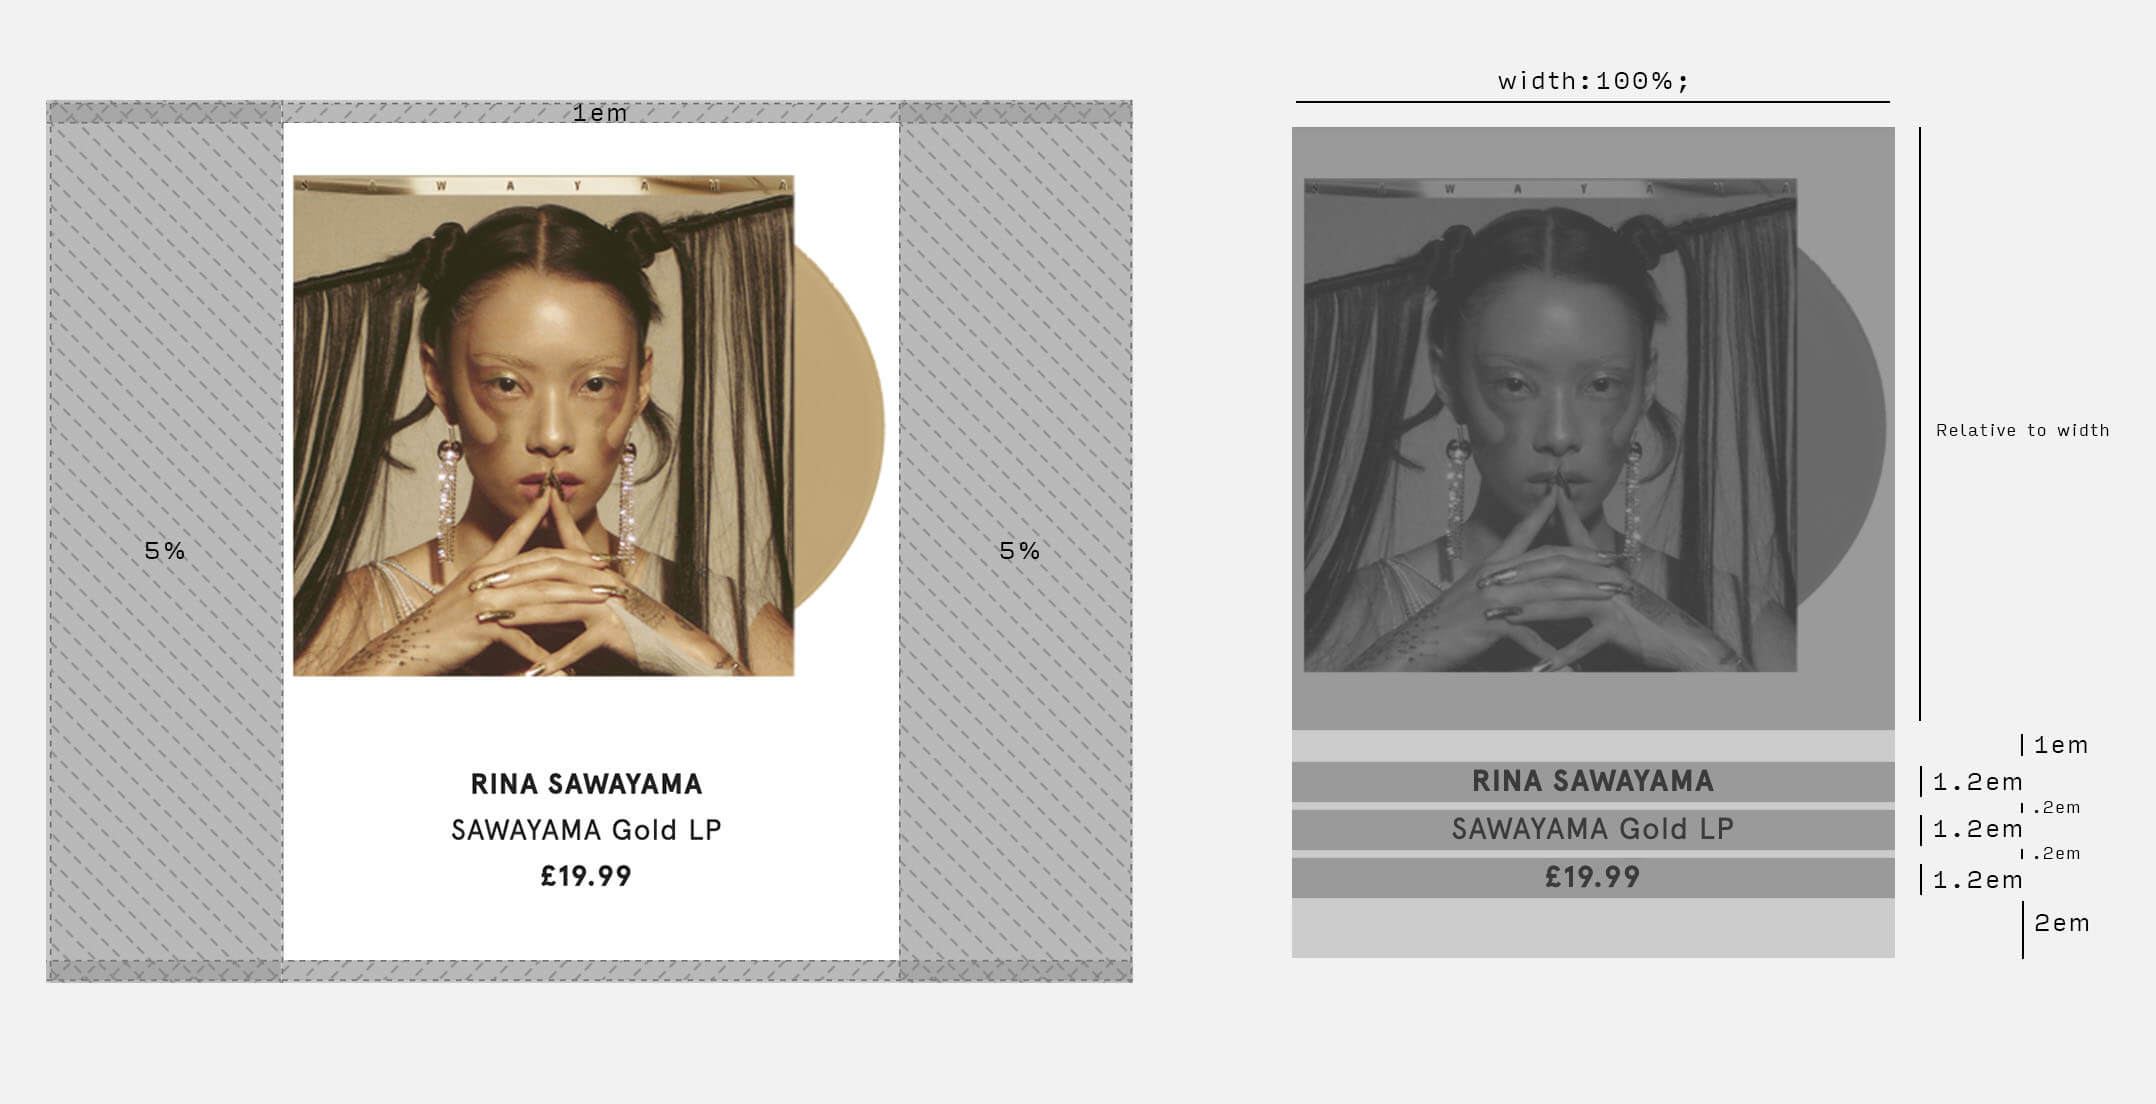 1em
S A W A Y A M A
5%
5%
RINA SAWAYAMA
SAWAYAMA Gold LP
£19.99
width:100%;
S A W A Y A M A
Relative to width
RINA SAWAYAMA
SAWAYAMA Gold LP
£19.99
1em
1.2em
.2em
1.2em
.2em
1.2em
2em